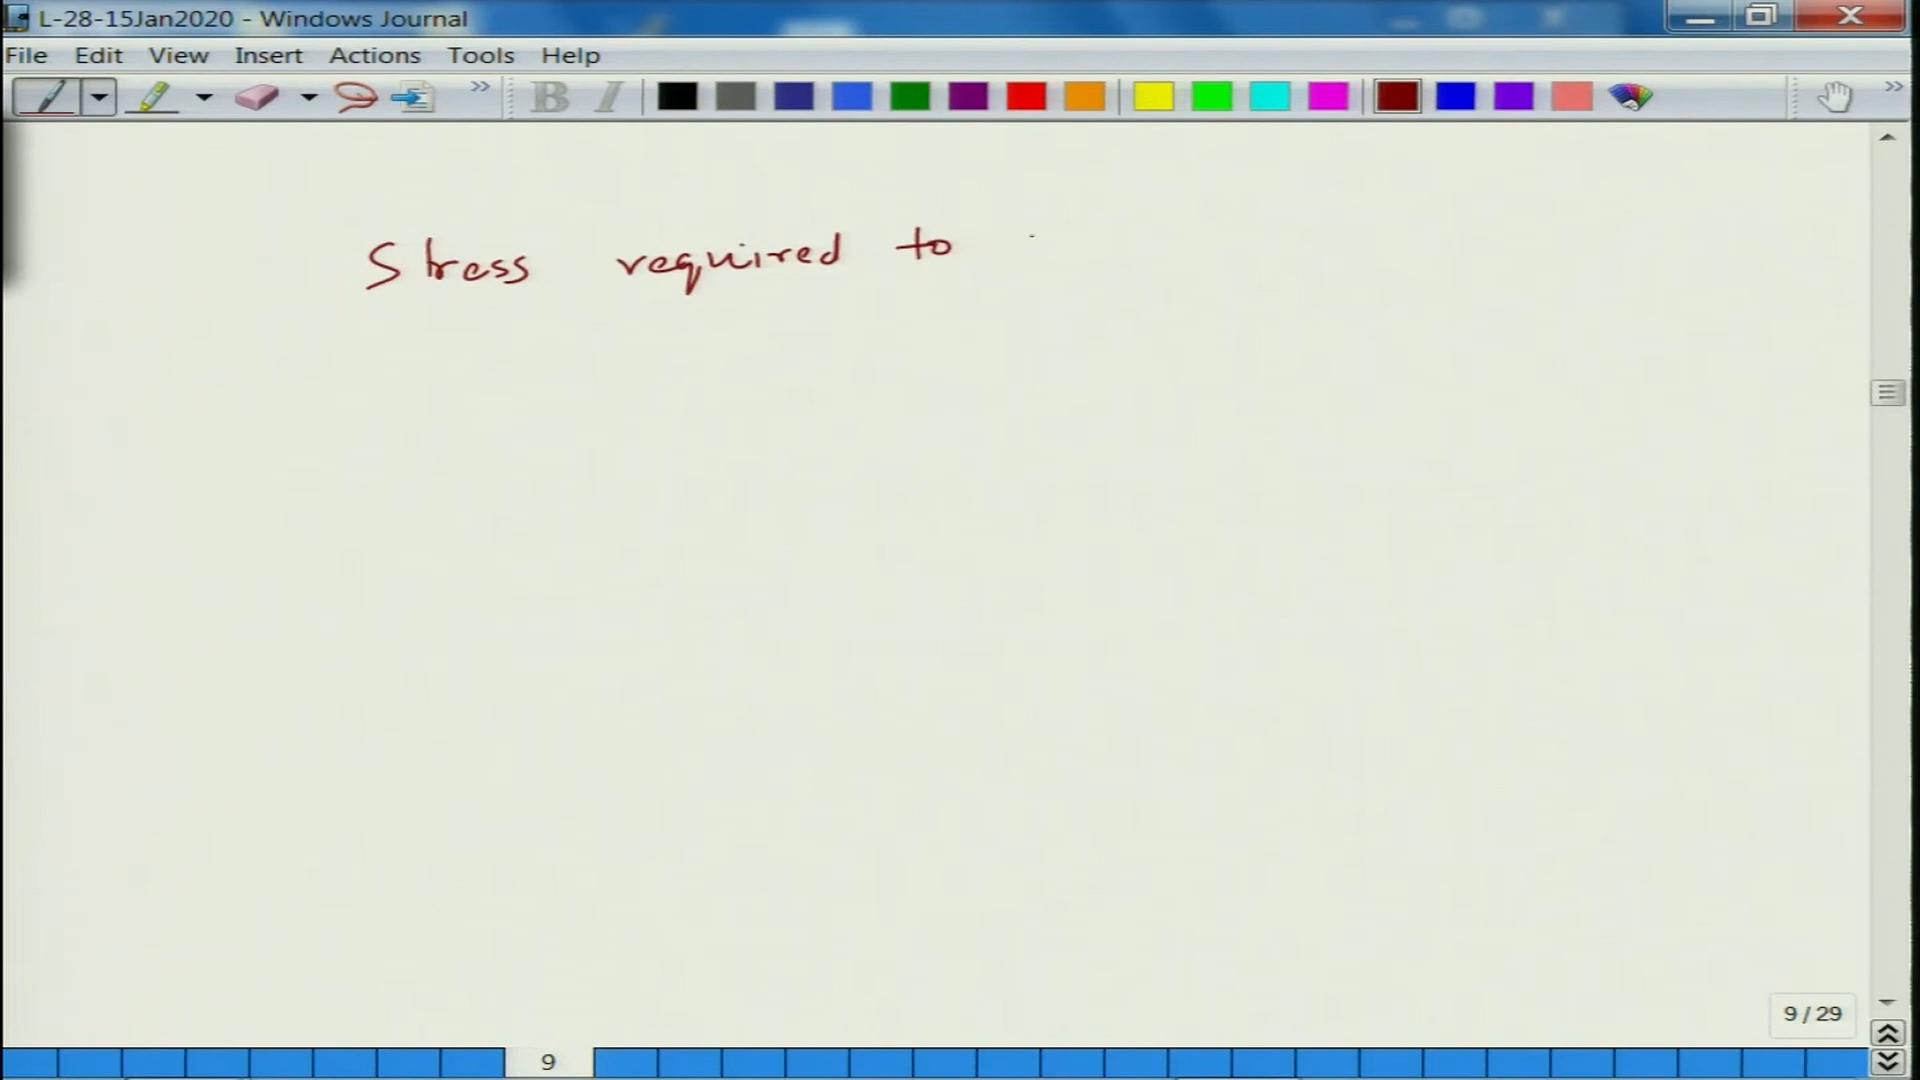 L-28-15Jan2020 - Windows Journal
File Edit View Insert Actions Tools Help
B I
Stress required to
9 / 29
9